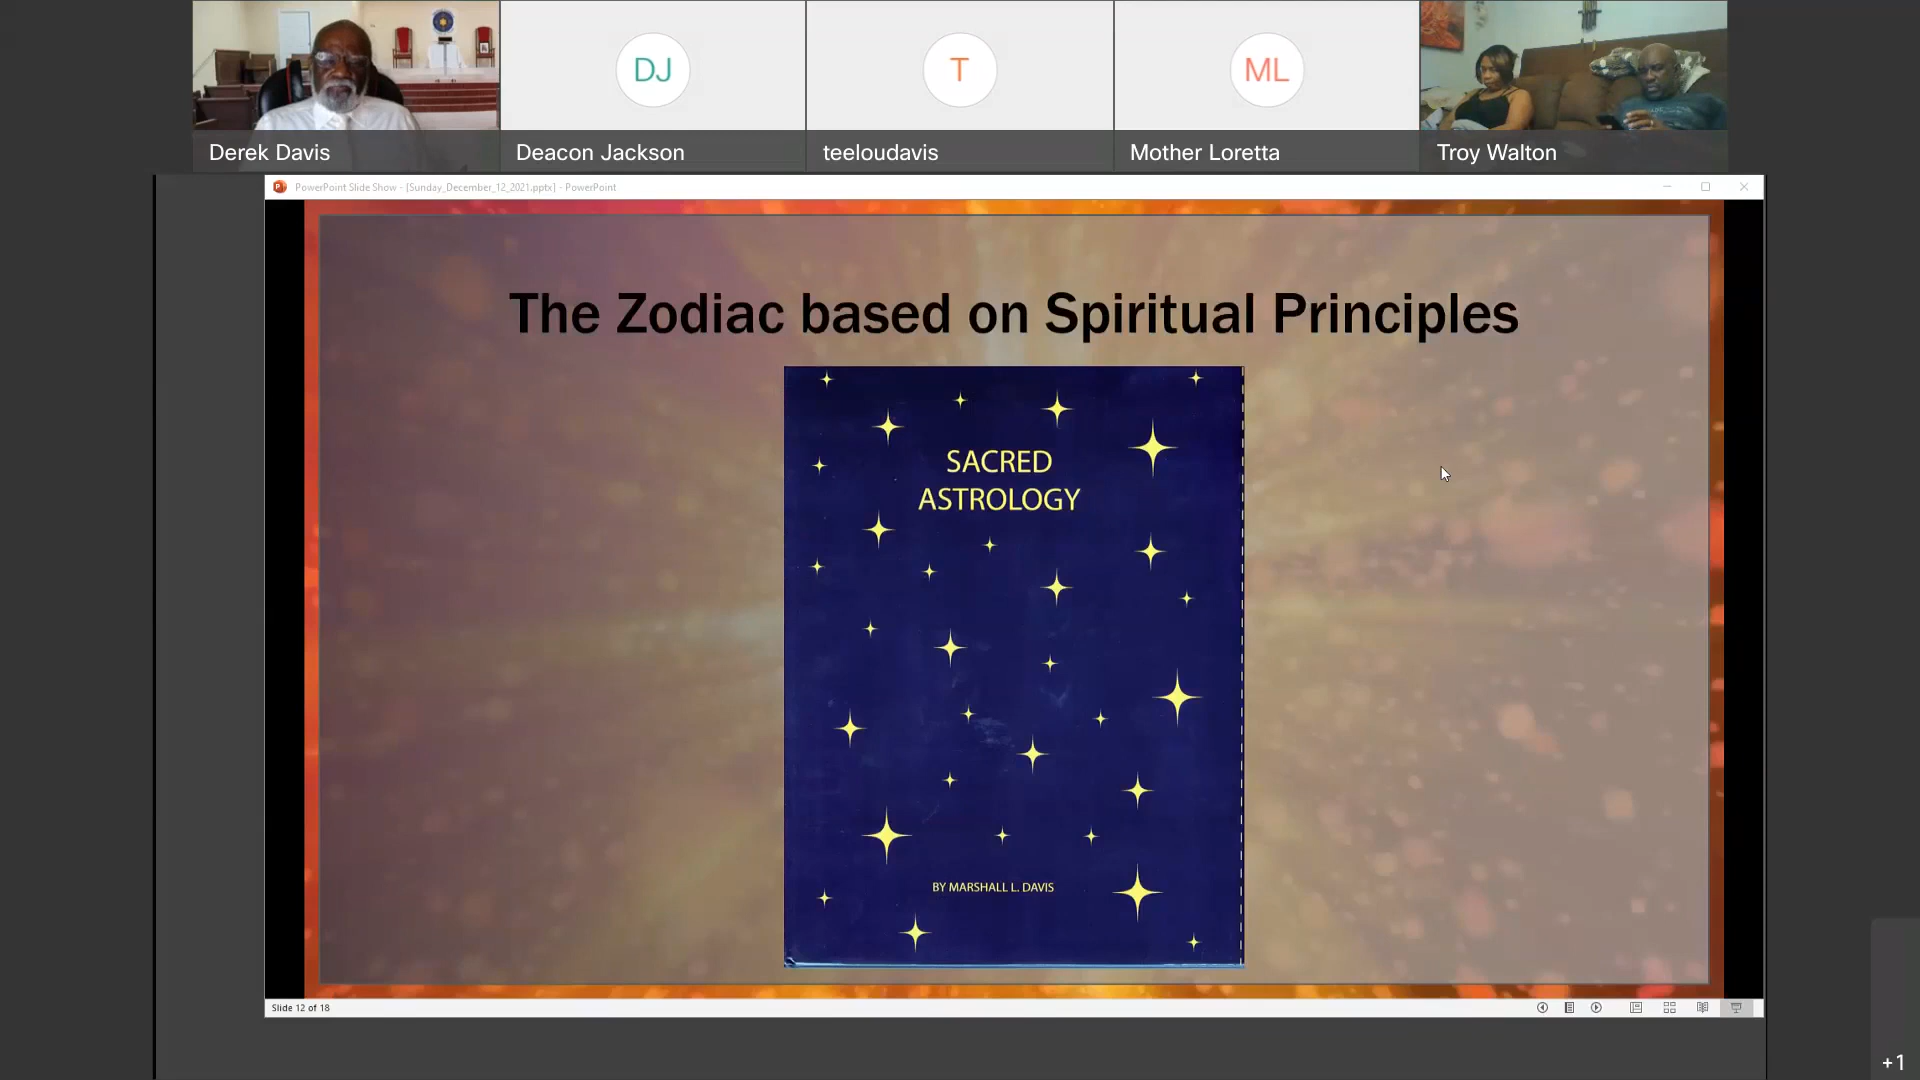 DJ
T
ML
Derek Davis
Deacon Jackson
teeloudavis
Mother Loretta
Troy Walton
PowerPoint Slide Show - [Sunday_December_12_2021.pptx] - PowerPoint
The Zodiac based on Spiritual Principles
SACRED
ASTROLOGY
BY MARSHALL L. DAVIS
Slide 12 of 18
+1